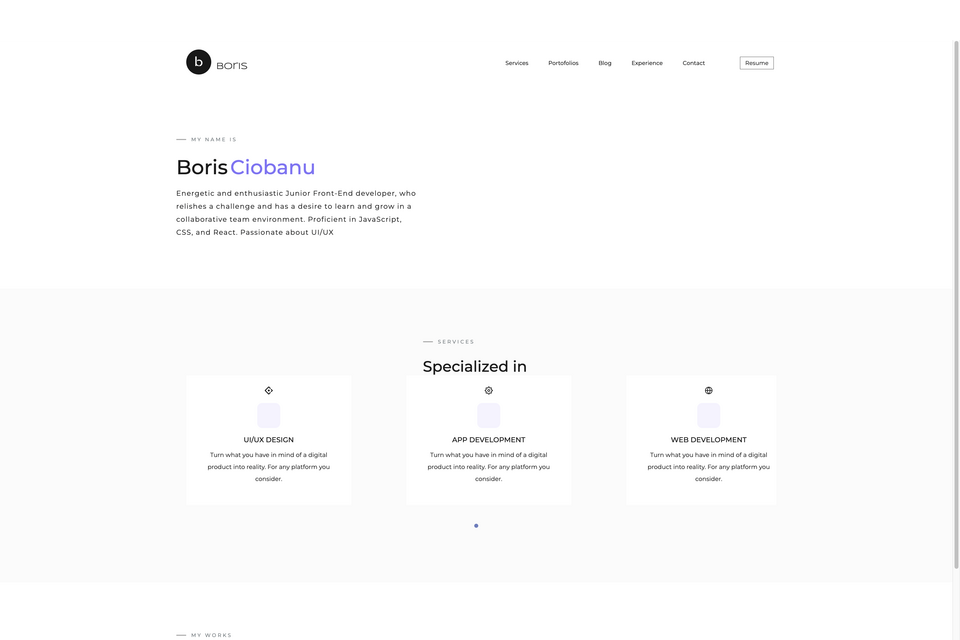 b BORIS
Services Portofolios Blog Experience Contact Resume
MY NAME IS
Boris Ciobanu
Energetic and enthusiastic Junior Front-End developer, who
relishes a challenge and has a desire to learn and grow in a
collaborative team environment. Proficient in JavaScript,
CSS, and React. Passionate about UI/UX
SERVICES
Specialized in
UI/UX DESIGN
Turn what you have in mind of a digital
product into reality. For any platform you
consider.
APP DEVELOPMENT
Turn what you have in mind of a digital
product into reality. For any platform you
consider.
WEB DEVELOPMENT
Turn what you have in mind of a digital
product into reality. For any platform you
consider.
MY WORKS